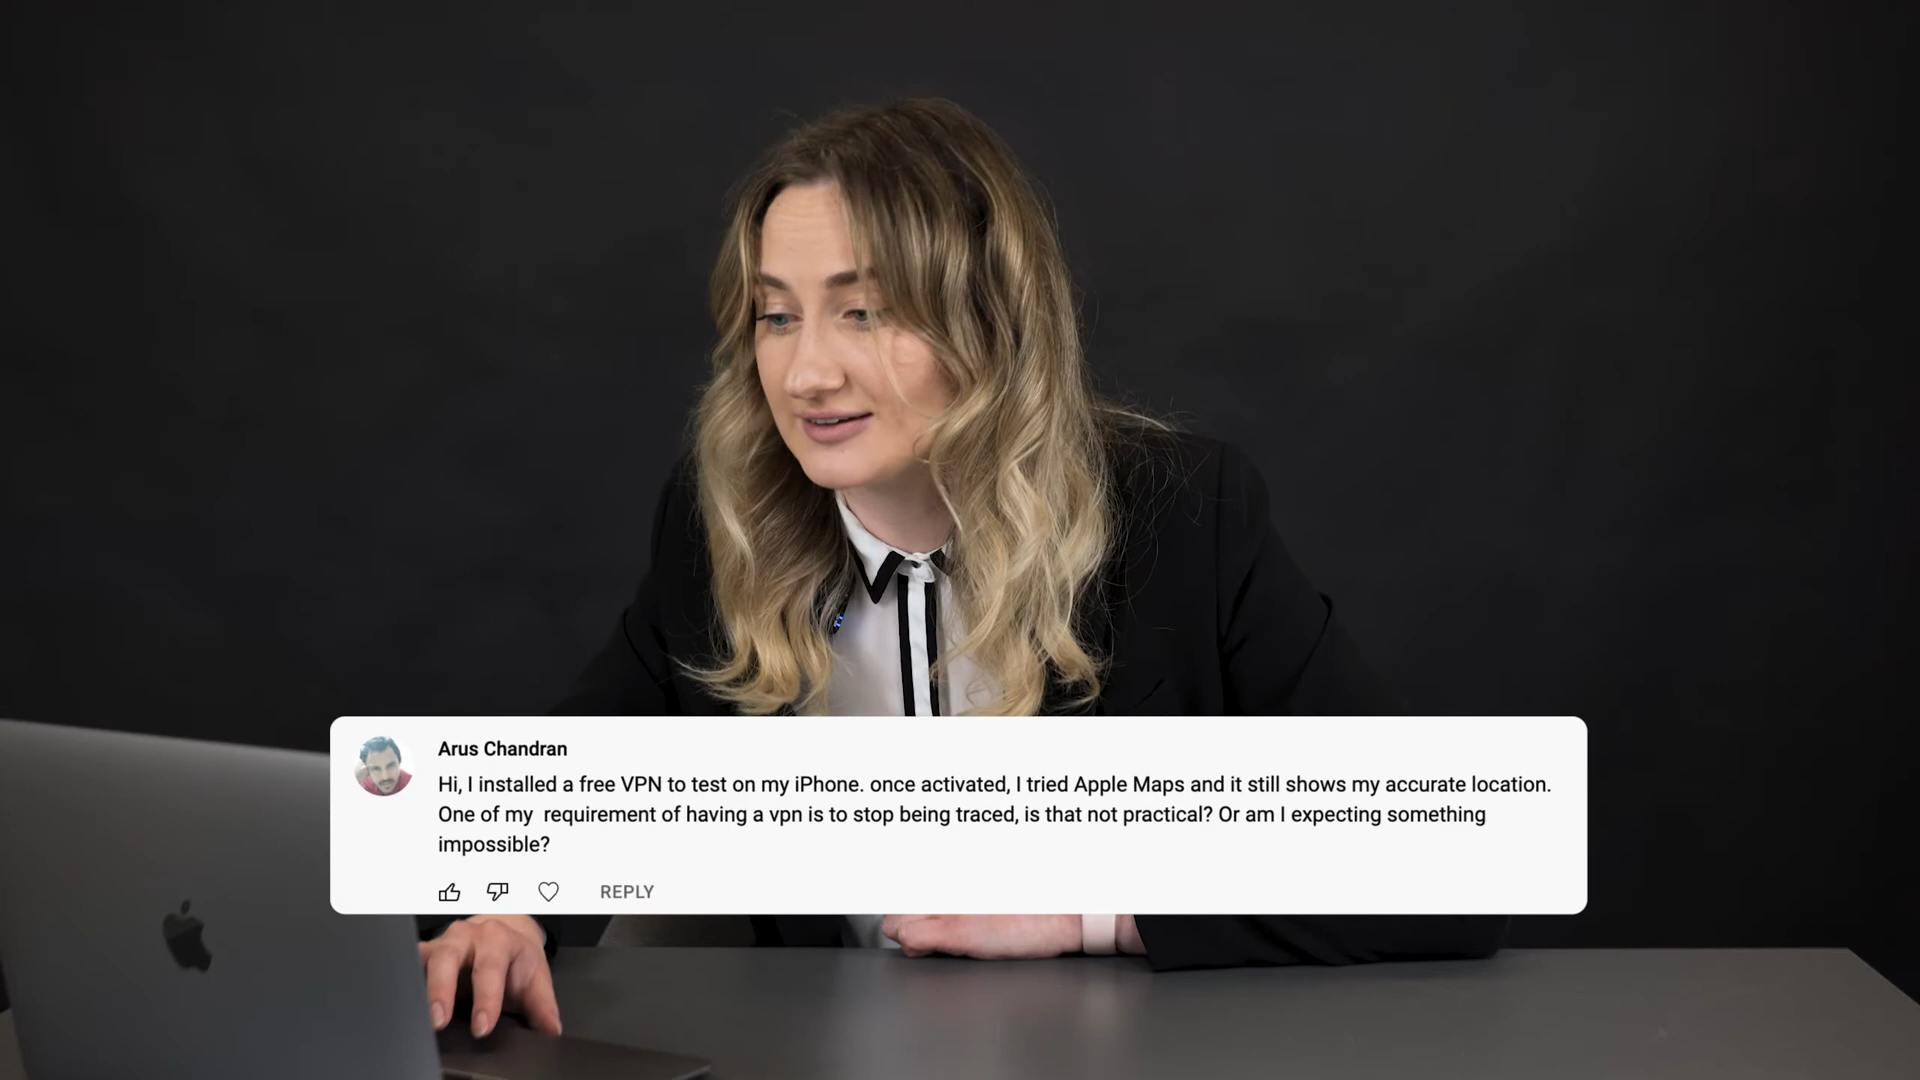 Arus Chandran
Hi, I installed a free VPN to test on my iPhone. once activated, I tried Apple Maps and it still shows my accurate location.
One of my  requirement of having a vpn is to stop being traced, is that not practical? Or am I expecting something
impossible?
REPLY